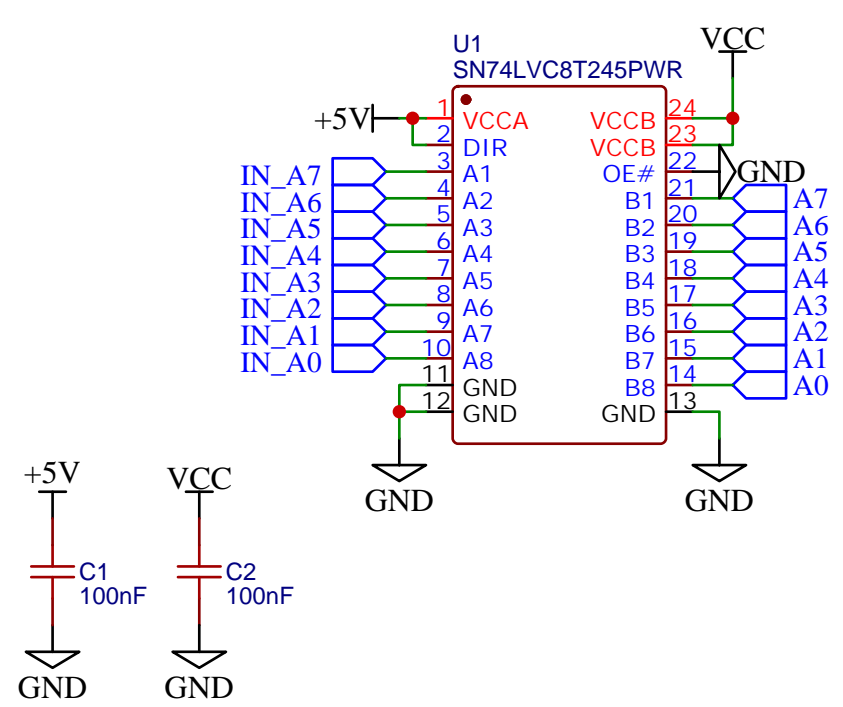 U1
SN74LVC8T245PWR
VCC
+5V
1 VCCA VCCB 24
2 DIR VCCB 23
IN_A7 3 A1 OE# 22 GND
IN_A6 4 A2 B1 21 A7
IN_A5 5 A3 B2 20 A6
IN_A4 6 A4 B3 19 A5
IN_A3 7 A5 B4 18 A4
IN_A2 8 A6 B5 17 A3
IN_A1 9 A7 B6 16 A2
IN_A0 10 A8 B7 15 A1
11 GND B8 14 A0
12 GND GND 13
GND GND
+5V VCC
C1 C2
100nF 100nF
GND GND